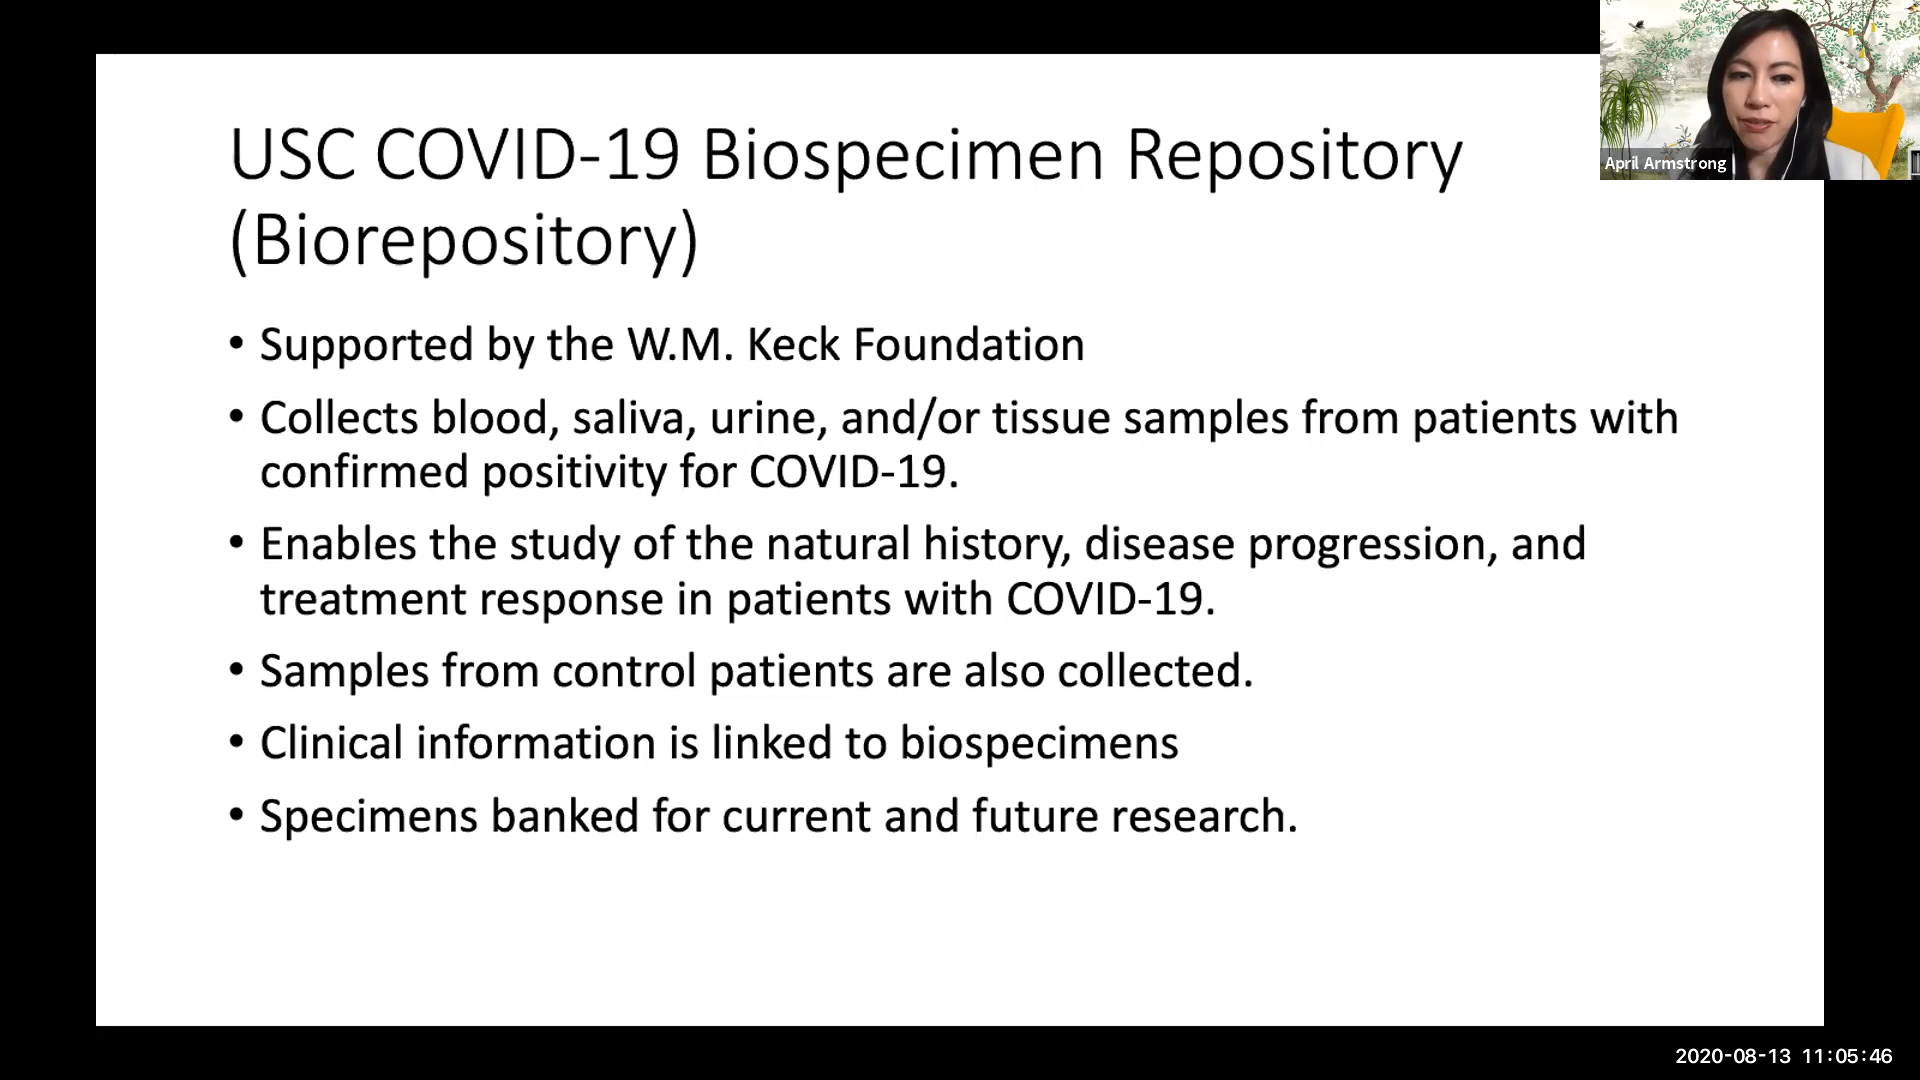 USC COVID-19 Biospecimen Repository
(Biorepository)
• Supported by the W.M. Keck Foundation
• Collects blood, saliva, urine, and/or tissue samples from patients with
confirmed positivity for COVID-19.
• Enables the study of the natural history, disease progression, and
treatment response in patients with COVID-19.
• Samples from control patients are also collected.
• Clinical information is linked to biospecimens
• Specimens banked for current and future research.
April Armstrong
2020-08-13 11:05:46